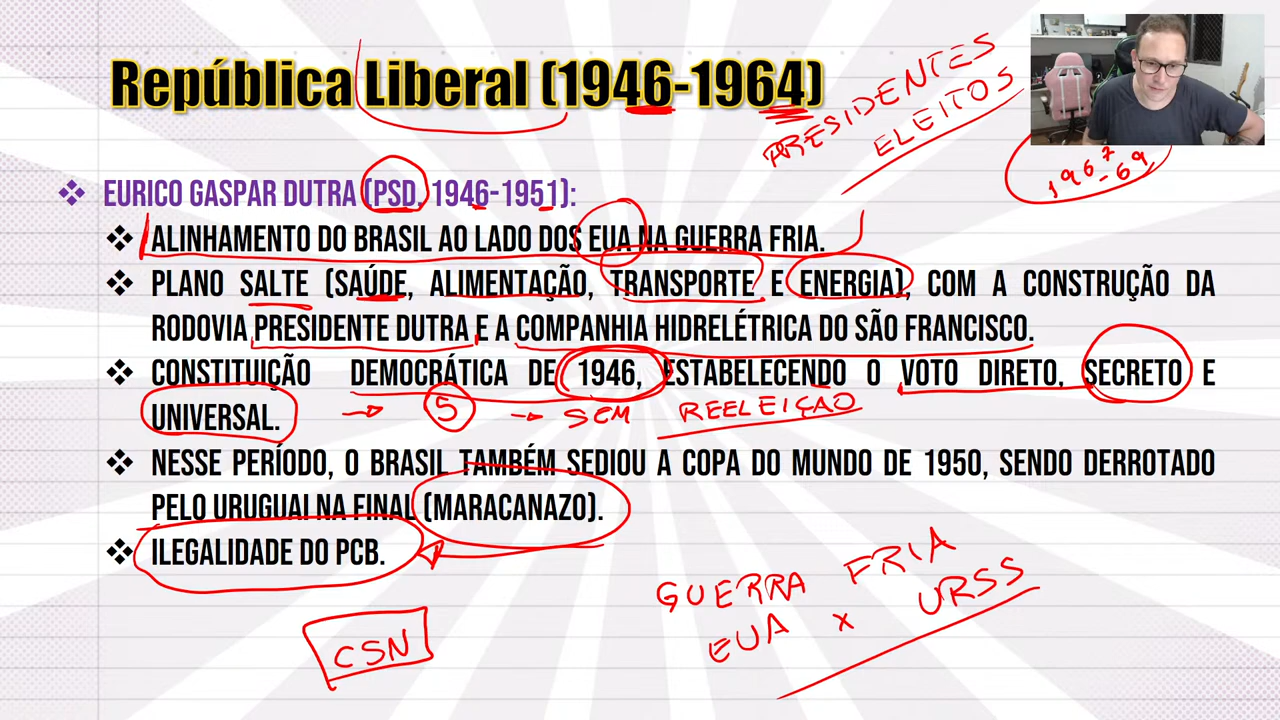 República Liberal (1946-1964)
PRESIDENTES
ELEITOS
1967
-69
❖ EURICO GASPAR DUTRA (PSD, 1946-1951):
❖ ALINHAMENTO DO BRASIL AO LADO DOS EUA NA GUERRA FRIA.
❖ PLANO SALTE (SAÚDE, ALIMENTAÇÃO, TRANSPORTE E ENERGIA), COM A CONSTRUÇÃO DA
RODOVIA PRESIDENTE DUTRA E A COMPANHIA HIDRELÉTRICA DO SÃO FRANCISCO.
❖ CONSTITUIÇÃO DEMOCRÁTICA DE 1946, ESTABELECENDO O VOTO DIRETO, SECRETO E
UNIVERSAL. → 5 → SEM REELEIÇAO
❖ NESSE PERÍODO, O BRASIL TAMBÉM SEDIOU A COPA DO MUNDO DE 1950, SENDO DERROTADO
PELO URUGUAI NA FINAL (MARACANAZO).
❖ ILEGALIDADE DO PCB.
GUERRA FRIA
EUA x URSS
CSN